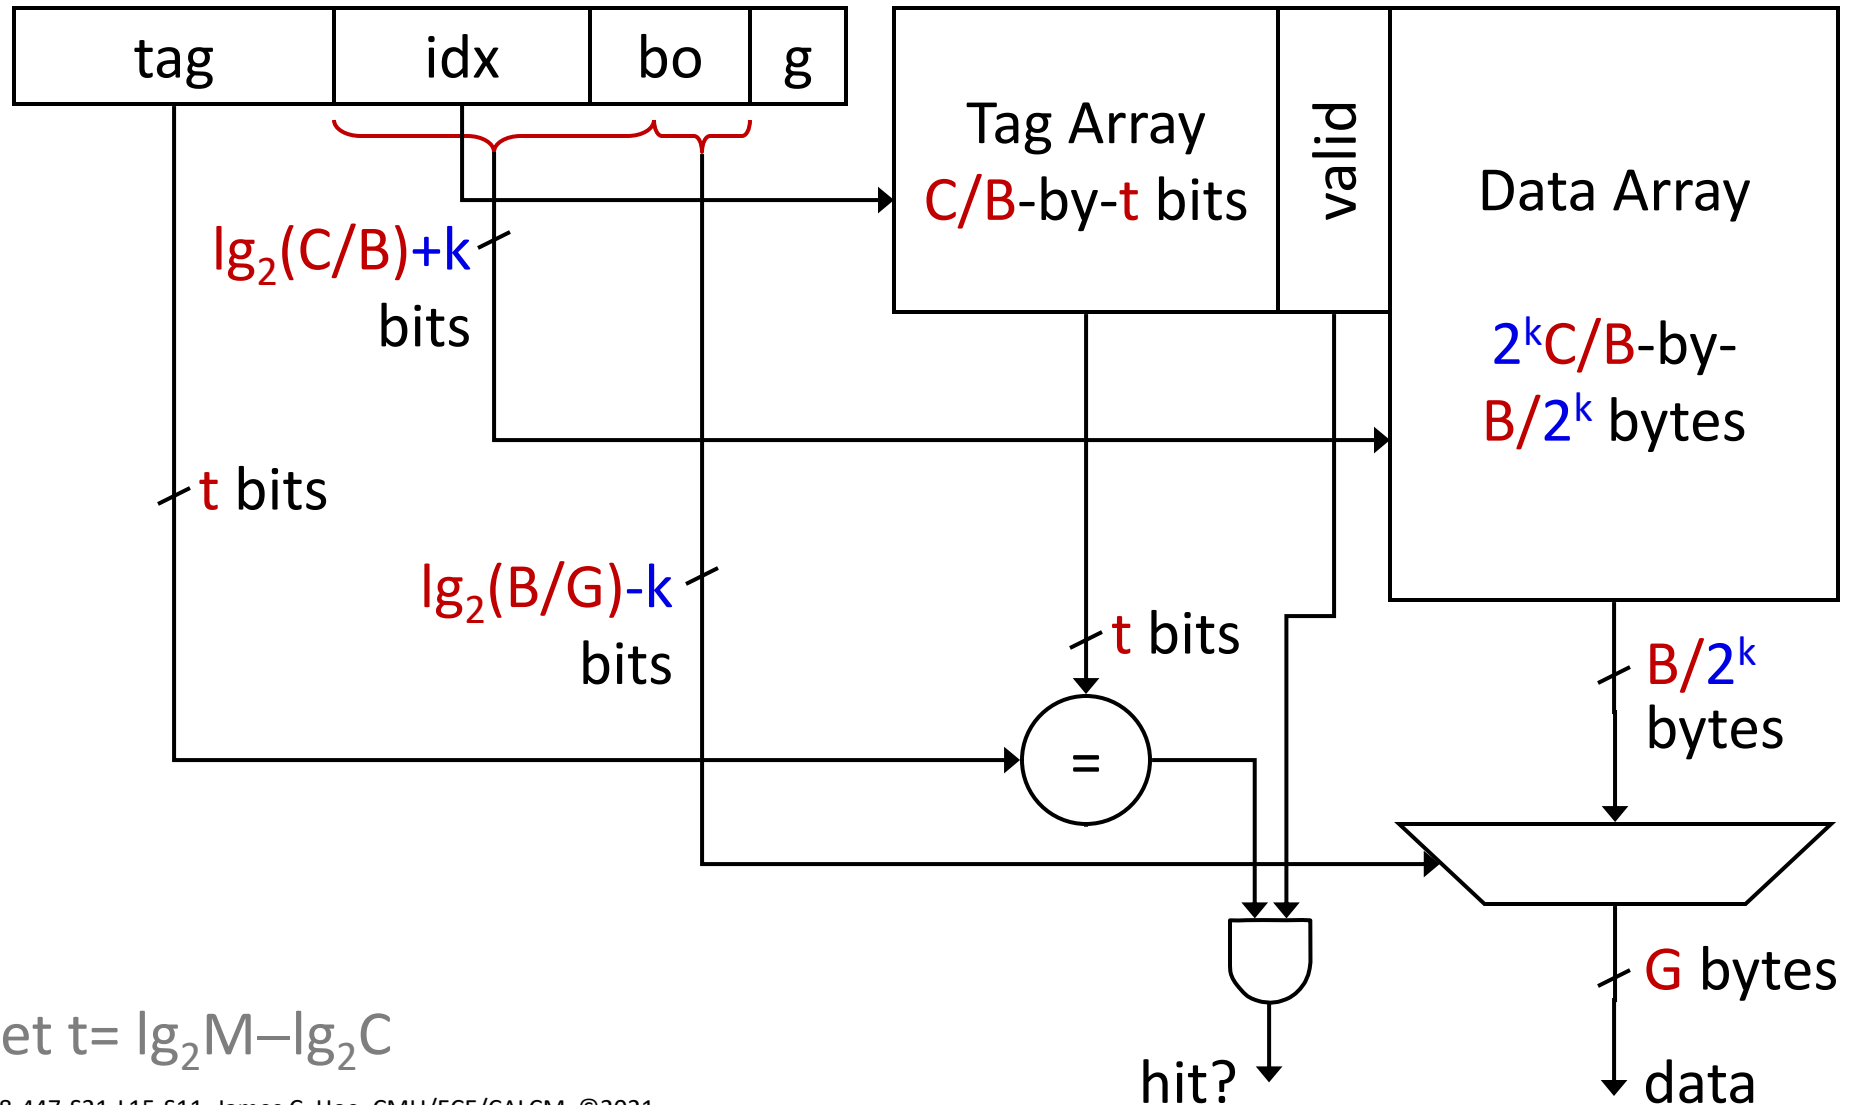 tag idx bo g
Tag Array
C/B-by-t bits
valid
Data Array
2ᵏC/B-by-
B/2ᵏ bytes
lg₂(C/B)+k
bits
t bits
lg₂(B/G)-k
bits
t bits
B/2ᵏ
bytes
=
G bytes
et t= lg₂M–lg₂C
hit?
data